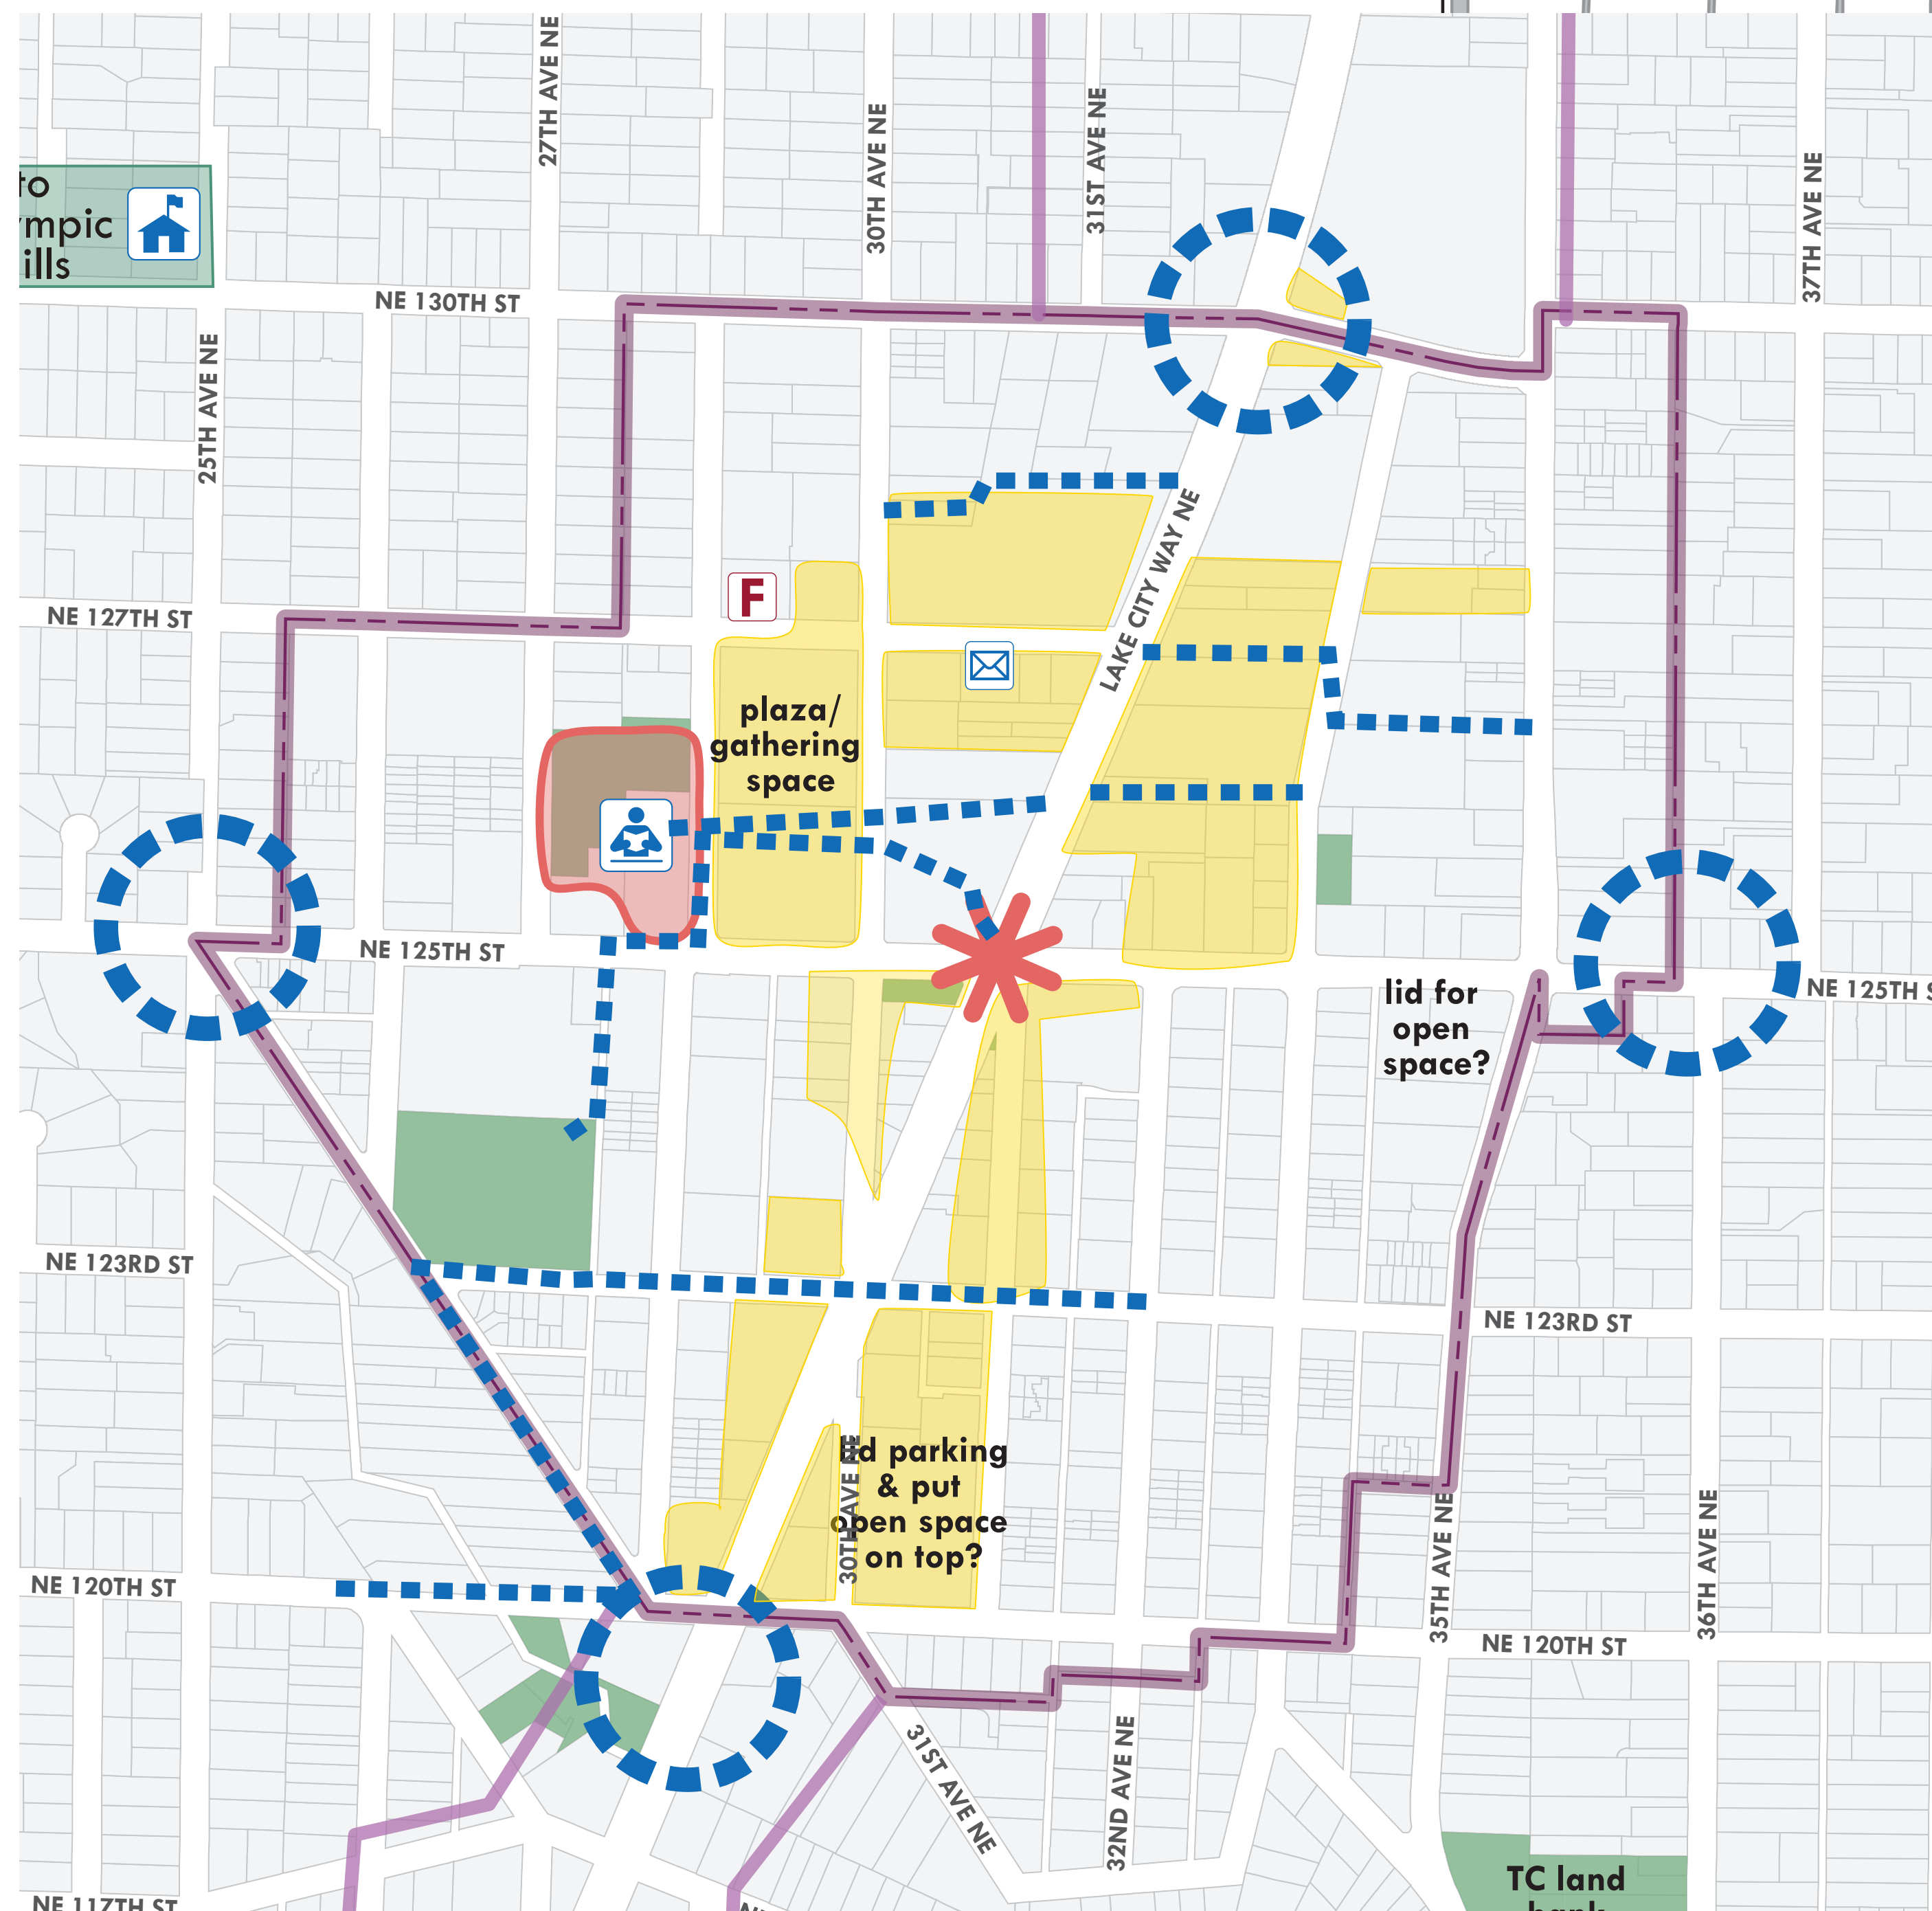 27TH AVE NE
30TH AVE NE
31ST AVE NE
37TH AVE NE
to
mpic
ills
NE 130TH ST
25TH AVE NE
LAKE CITY WAY NE
F
NE 127TH ST
plaza/
gathering
space
NE 125TH ST
lid for
open
space?
NE 125TH S
NE 123RD ST
NE 123RD ST
lid parking
& put
open space
on top?
30TH AVE NE
35TH AVE NE
36TH AVE NE
NE 120TH ST
NE 120TH ST
31ST AVE NE
32ND AVE NE
TC land
bank
NE 117TH ST